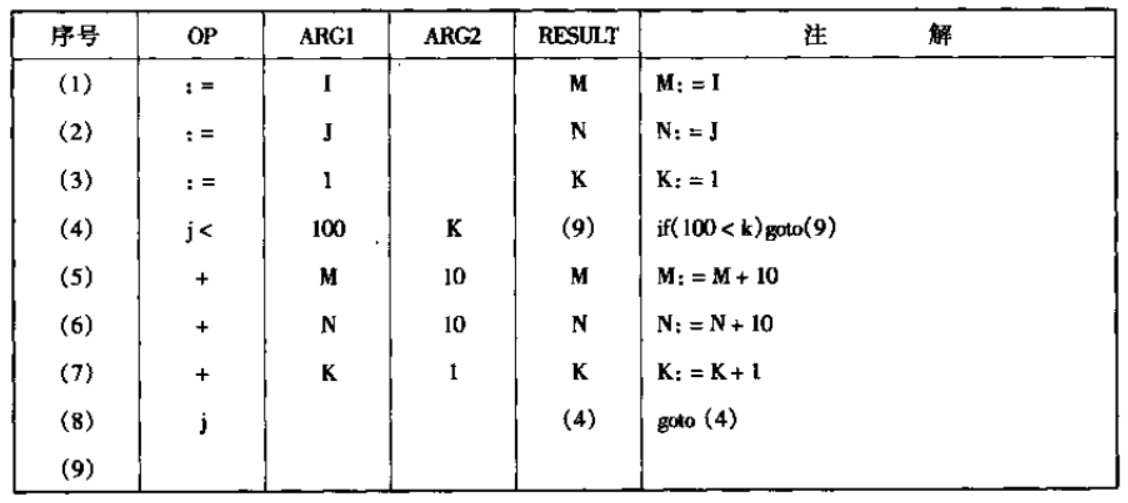 序号 OP ARG1 ARG2 RESULT 注 解
(1) := I M M:=I
(2) := J N N:=J
(3) := 1 K K:=1
(4) j< 100 K (9) if(100<k)goto(9)
(5) + M 10 M M:=M+10
(6) + N 10 N N:=N+10
(7) + K 1 K K:=K+1
(8) j (4) goto (4)
(9)